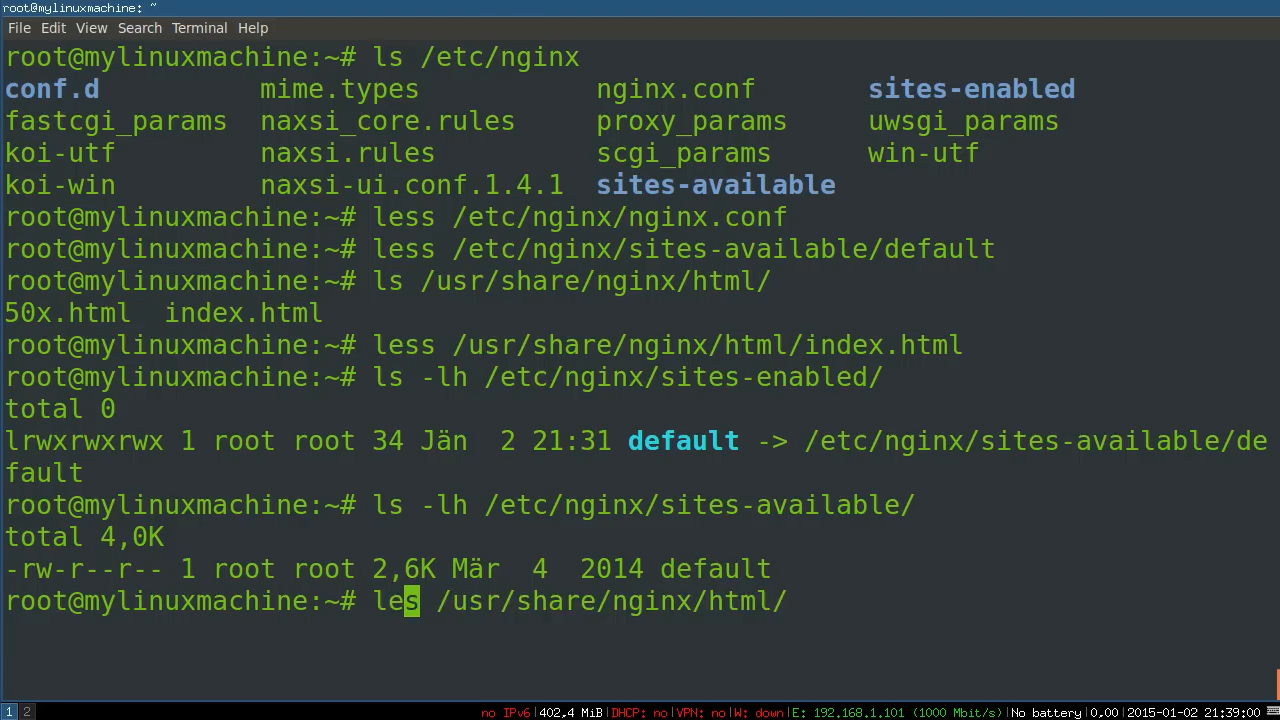 root@mylinuxmachine: ~
File Edit View Search Terminal Help
root@mylinuxmachine:~# ls /etc/nginx
conf.d mime.types nginx.conf sites-enabled
fastcgi_params naxsi_core.rules proxy_params uwsgi_params
koi-utf naxsi.rules scgi_params win-utf
koi-win naxsi-ui.conf.1.4.1 sites-available
root@mylinuxmachine:~# less /etc/nginx/nginx.conf
root@mylinuxmachine:~# less /etc/nginx/sites-available/default
root@mylinuxmachine:~# ls /usr/share/nginx/html/
50x.html index.html
root@mylinuxmachine:~# less /usr/share/nginx/html/index.html
root@mylinuxmachine:~# ls -lh /etc/nginx/sites-enabled/
total 0
lrwxrwxrwx 1 root root 34 Jän 2 21:31 default -> /etc/nginx/sites-available/de
fault
root@mylinuxmachine:~# ls -lh /etc/nginx/sites-available/
total 4,0K
-rw-r--r-- 1 root root 2,6K Mär 4 2014 default
root@mylinuxmachine:~# les /usr/share/nginx/html/
1 2 no IPv6|402,4 MiB|DHCP: no|VPN: no|W: down|E: 192.168.1.101 (1000 Mbit/s)|No battery|0,00|2015-01-02 21:39:00